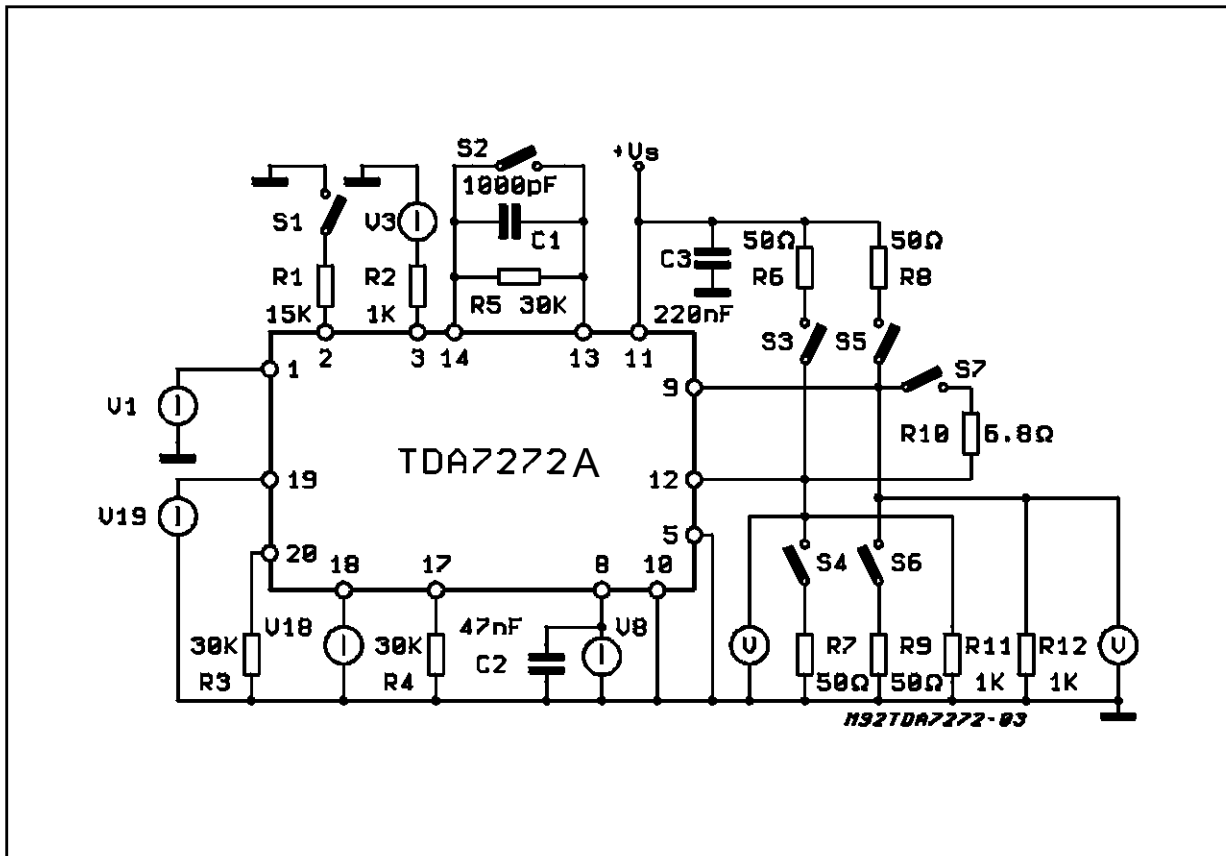 S2
+Vs
1000pF
S1
V3
C1
50Ω
50Ω
C3
R6
R8
R1
R2
R5
30K
15K
1K
220nF
S3
S5
2
3
14
13
11
1
9
S7
V1
R10
6.8Ω
TDA7272A
19
12
V19
5
20
18
17
8
10
S4
S6
V18
47nF
V8
30K
30K
C2
V
R7
R9
R11
R12
V
R3
R4
50Ω
50Ω
1K
1K
M92TDA7272-03